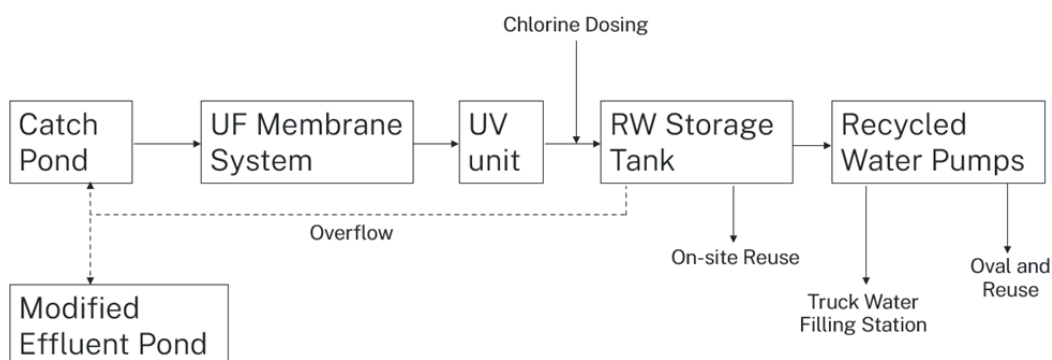 Chlorine Dosing
Catch
Pond
UF Membrane
System
UV
unit
RW Storage
Tank
Recycled
Water Pumps
Overflow
On-site Reuse
Oval and
Reuse
Truck Water
Filling Station
Modified
Effluent Pond